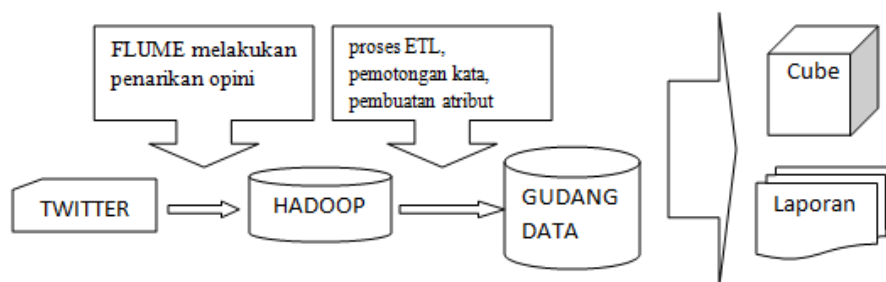 FLUME melakukan
penarikan opini
proses ETL,
pemotongan kata,
pembuatan atribut
Cube
TWITTER
HADOOP
GUDANG
DATA
Laporan